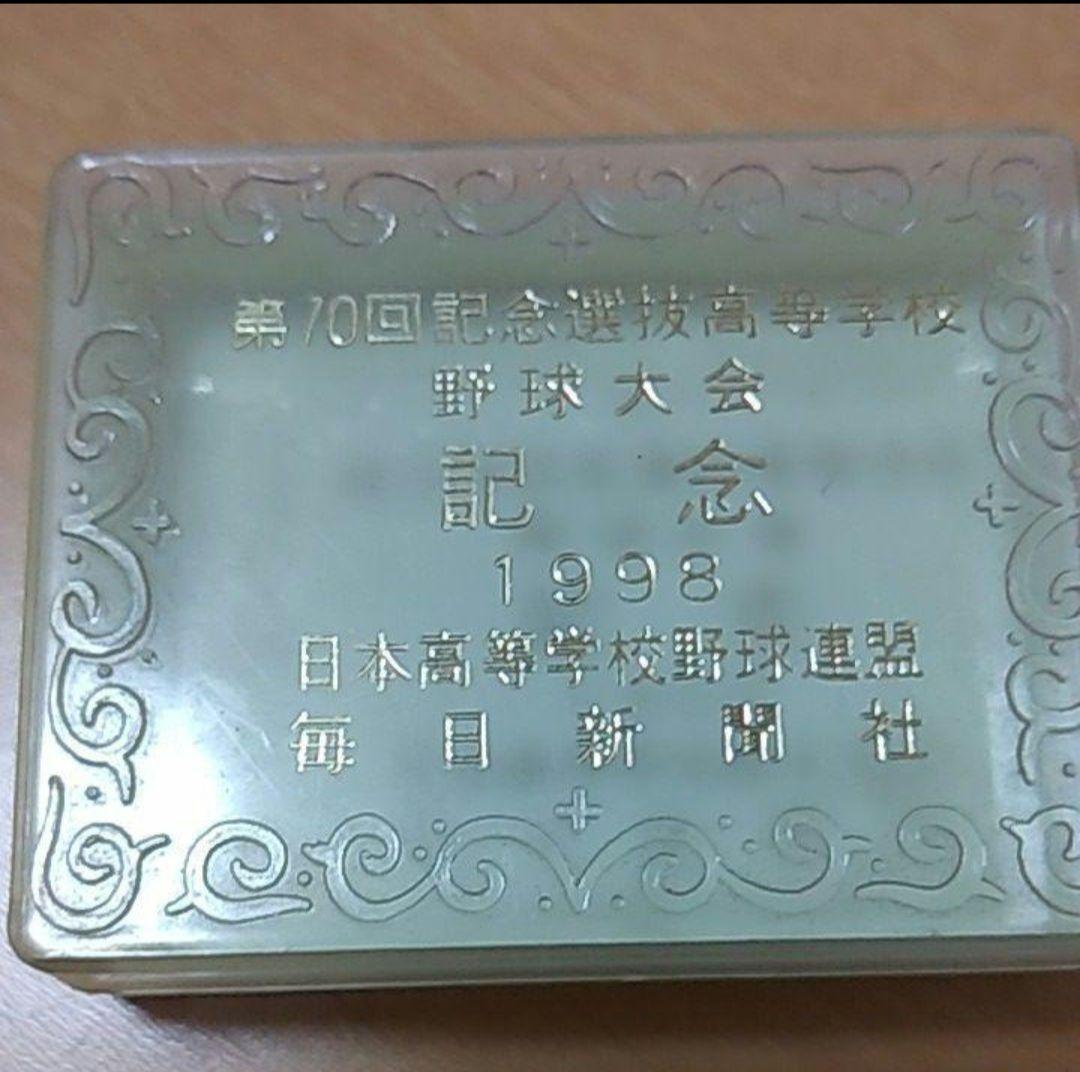 第70回記念選抜高等学校
野球大会
記念
1998
日本高等学校野球連盟
毎日新聞社